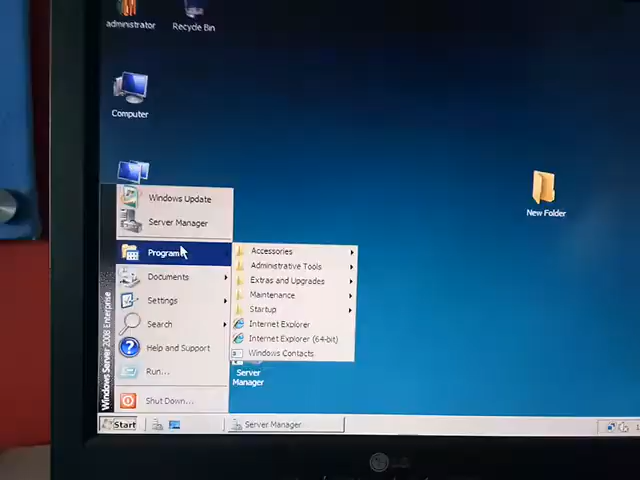 administrator
Recycle Bin
Computer
New Folder
Windows Update
Server Manager
Programs
Documents
Settings
Search
Help and Support
Run...
Shut Down...
Windows Server 2008 Enterprise
Accessories
Administrative Tools
Extras and Upgrades
Maintenance
Startup
Internet Explorer
Internet Explorer (64-bit)
Windows Contacts
Server
Manager
Start
Server Manager
LG